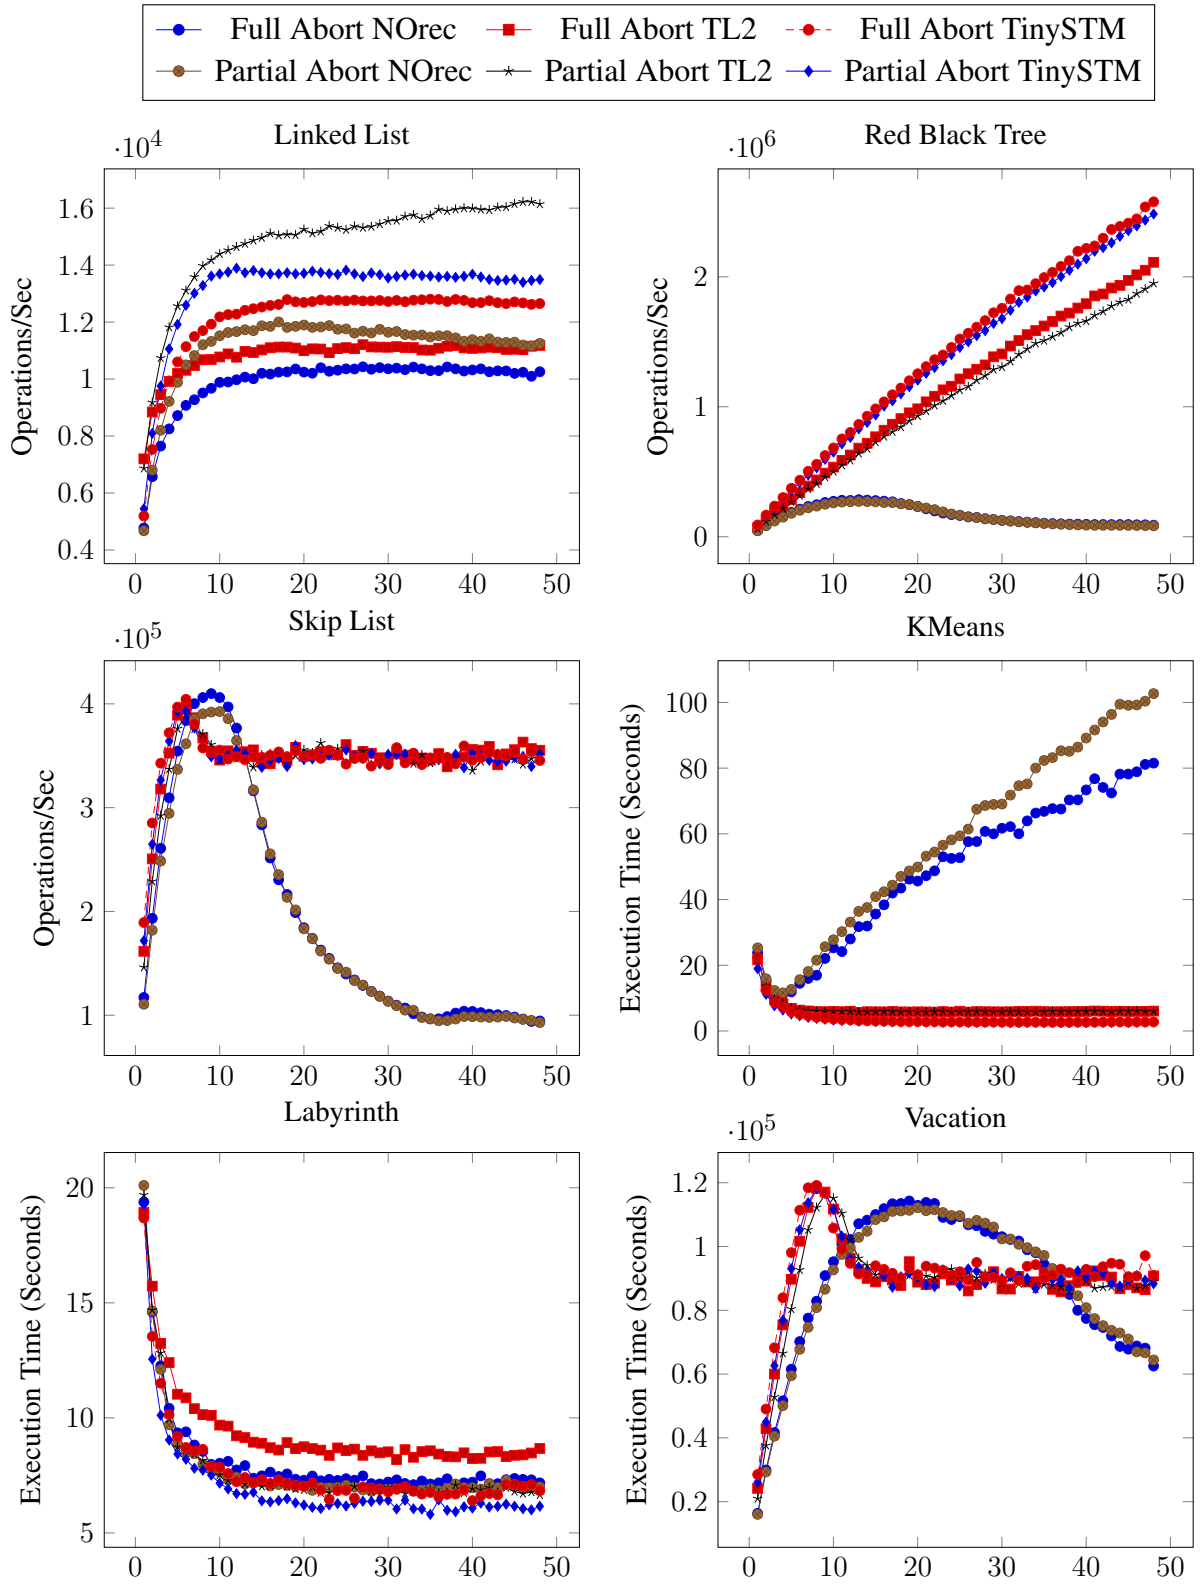 Full Abort NOrec Full Abort TL2 Full Abort TinySTM
Partial Abort NOrec Partial Abort TL2 Partial Abort TinySTM
Linked List
·10^4
Operations/Sec
1.6
1.4
1.2
1
0.8
0.6
0.4
0 10 20 30 40 50
Red Black Tree
·10^6
Operations/Sec
2
1
0
0 10 20 30 40 50
Skip List
·10^5
Operations/Sec
4
3
2
1
0 10 20 30 40 50
KMeans
Execution Time (Seconds)
100
80
60
40
20
0
0 10 20 30 40 50
Labyrinth
Execution Time (Seconds)
20
15
10
5
0 10 20 30 40 50
Vacation
·10^5
Execution Time (Seconds)
1.2
1
0.8
0.6
0.4
0.2
0 10 20 30 40 50